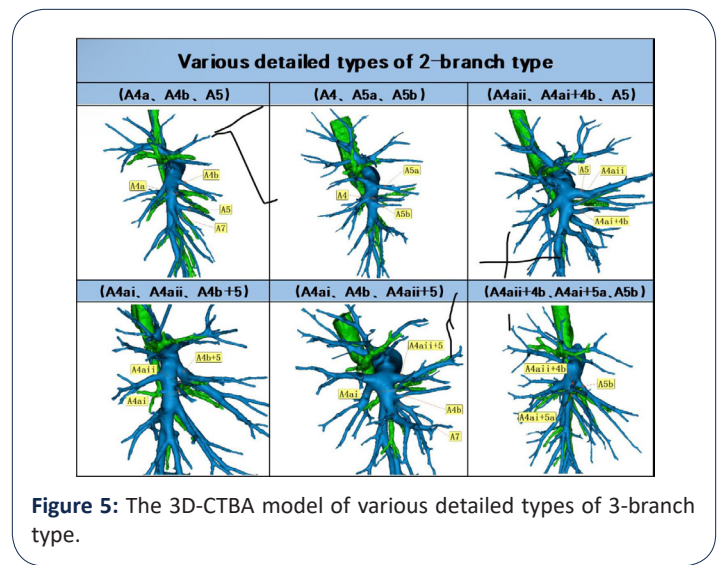 Various detailed types of 2-branch type
(A4a、A4b、A5)
(A4、A5a、A5b)
(A4aii、A4ai+4b、A5)
A4a
A4b
A5
A7
A4
A5a
A5b
A5
A4aii
A4ai+4b
(A4ai、A4aii、A4b+5)
(A4ai、A4b、A4aii+5)
(A4aii+4b、A4ai+5a、A5b)
A4aii
A4b+5
A4ai
A4aii+5
A4ai
A4b
A7
A4aii+4b
A5b
A4ai+5a
Figure 5: The 3D-CTBA model of various detailed types of 3-branch
type.